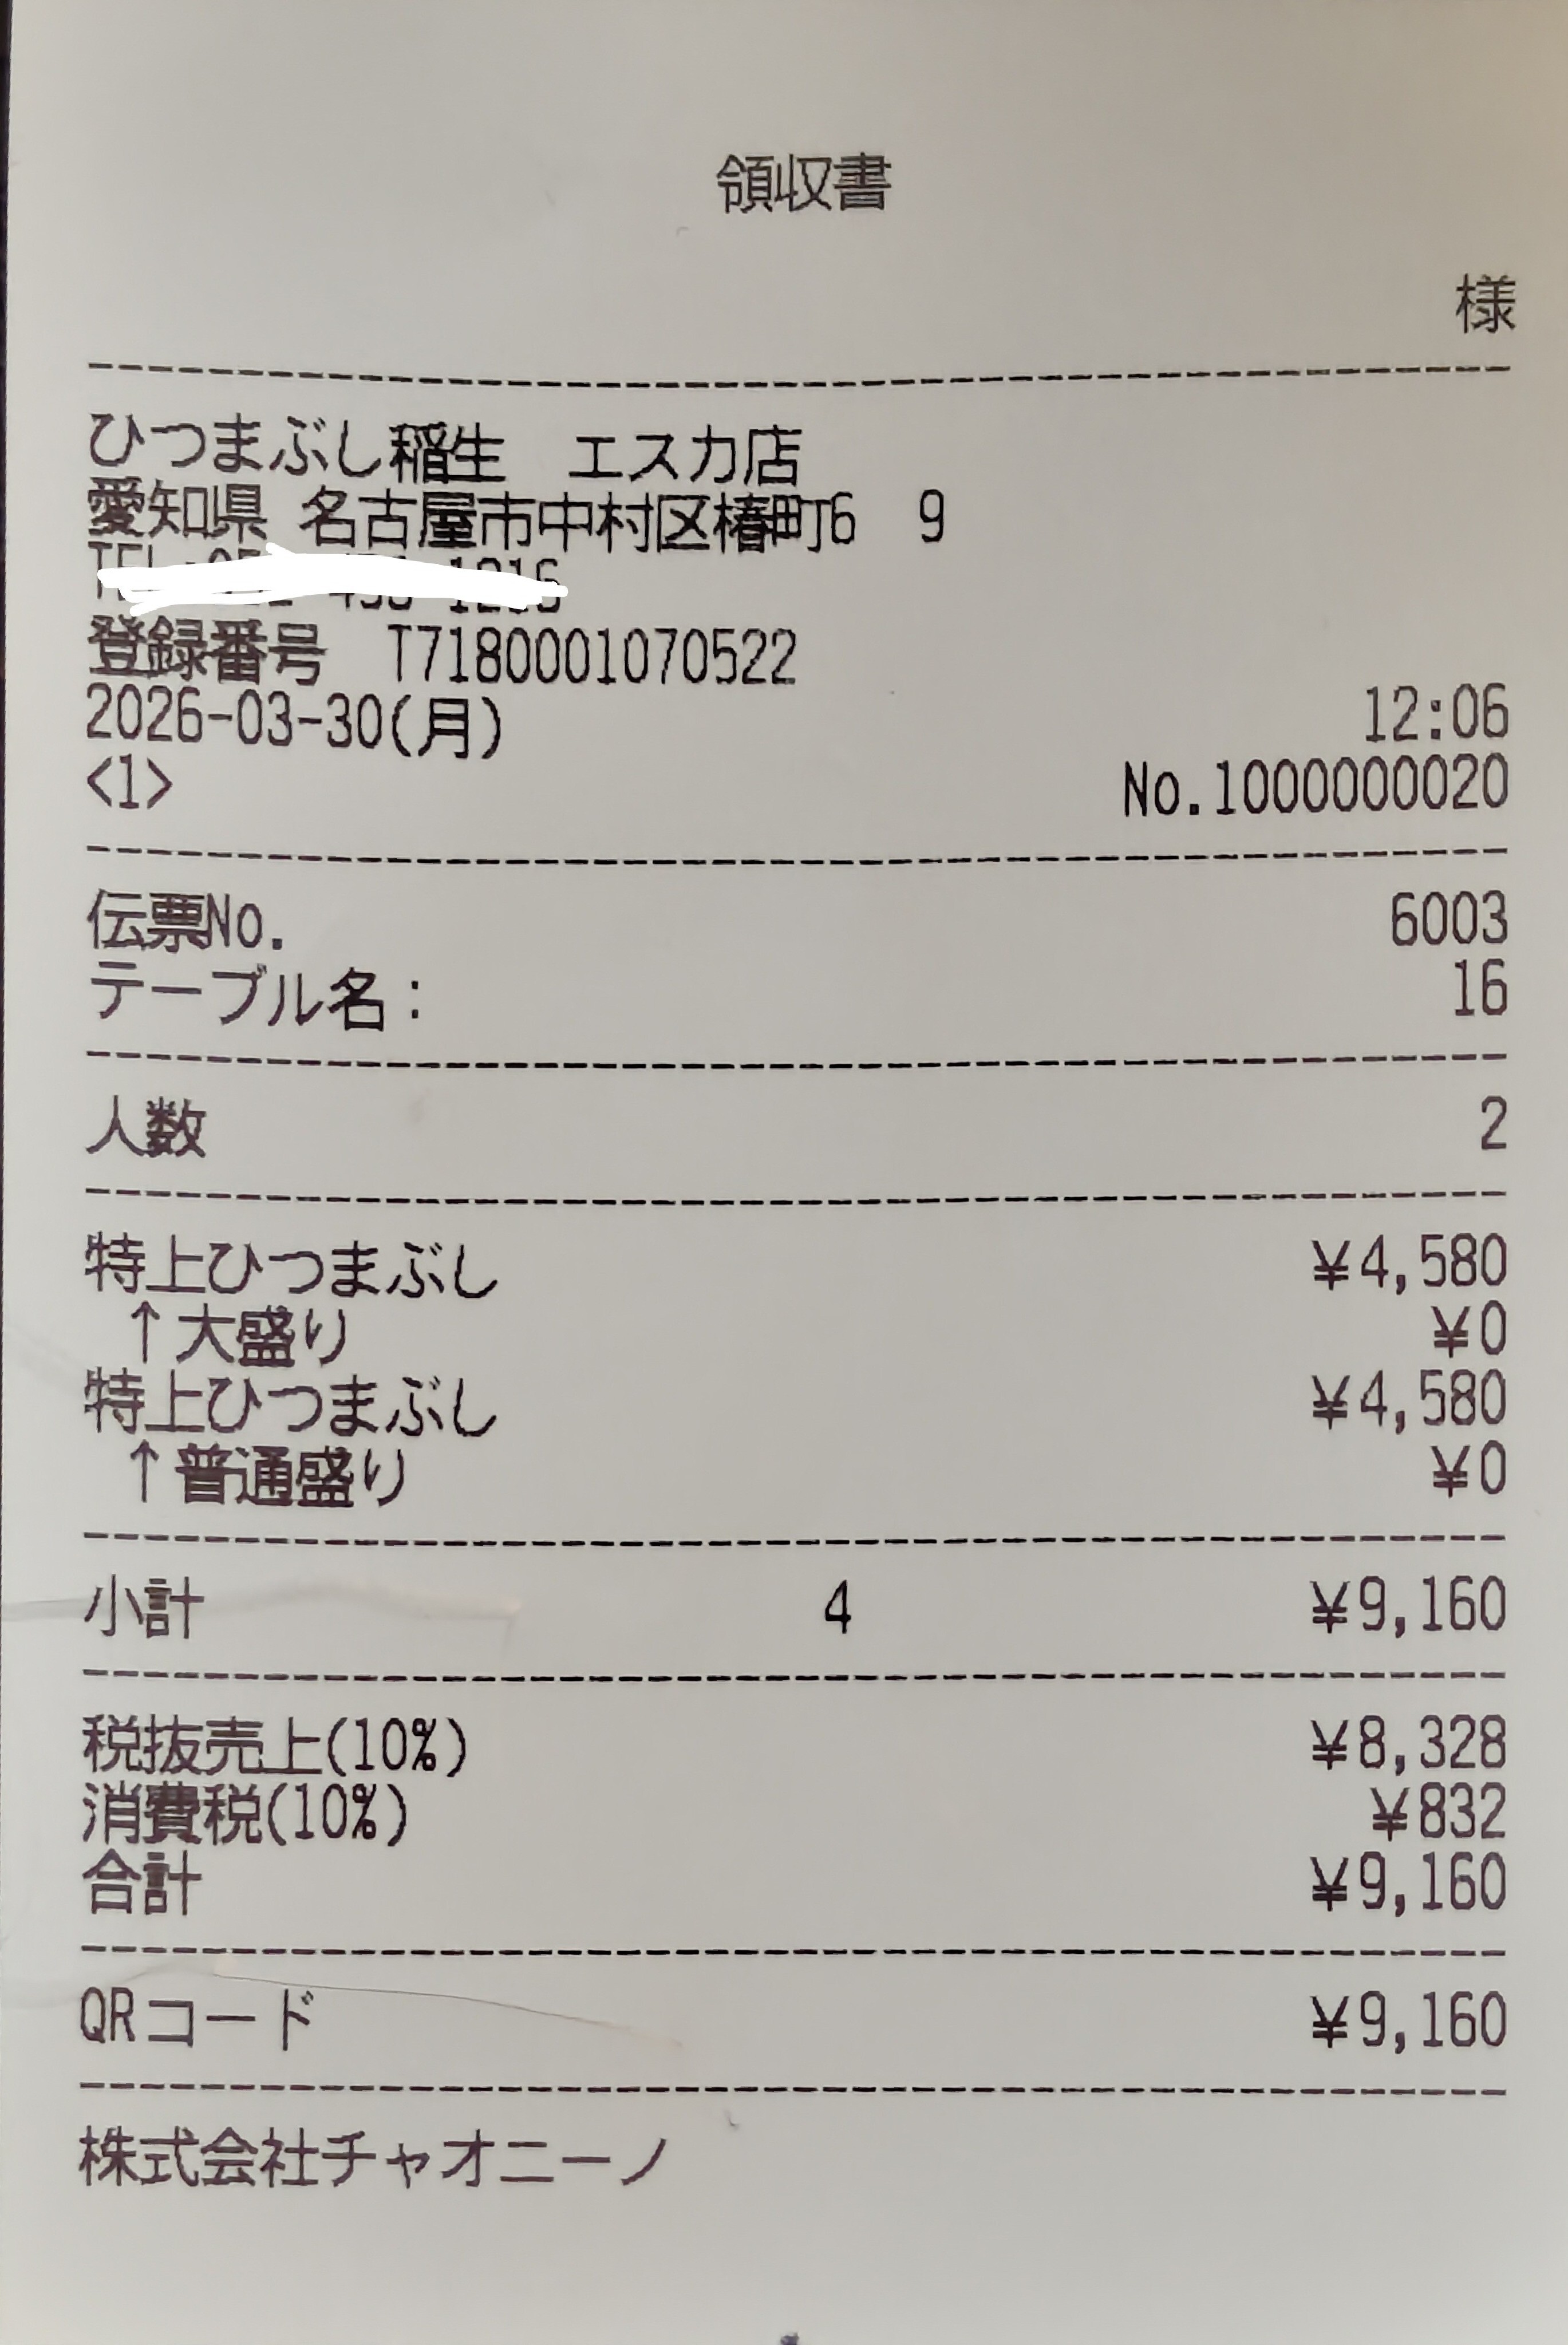 領収書
様
ひつまぶし稲生 エスカ店
愛知県 名古屋市中村区椿町6 9
登録番号 T7180001070522
2026-03-30(月) 12:06
<1> No.1000000020
伝票No. 6003
テーブル名: 16
人数 2
特上ひつまぶし ¥4,580
↑大盛り ¥0
特上ひつまぶし ¥4,580
↑普通盛り ¥0
小計 4 ¥9,160
税抜売上(10%) ¥8,328
消費税(10%) ¥832
合計 ¥9,160
QRコード ¥9,160
株式会社チャオニーノ